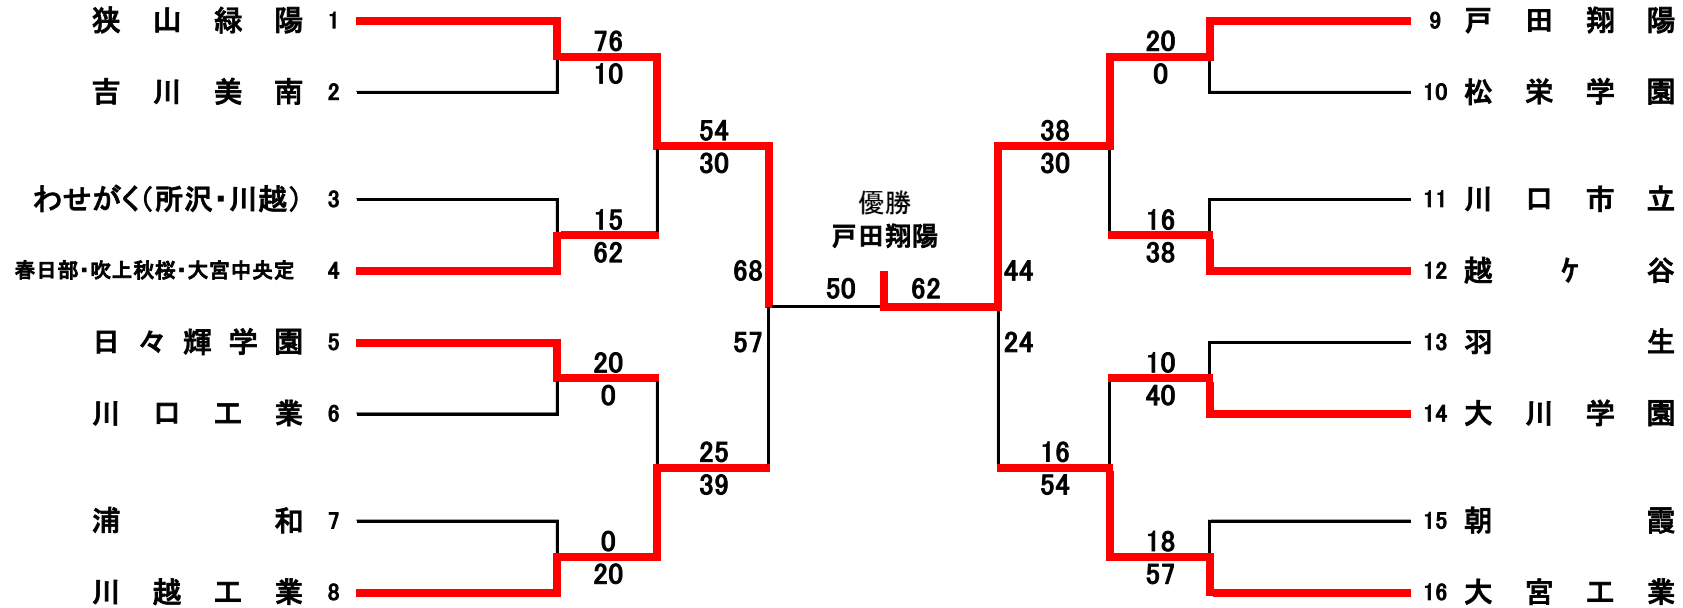 狭山緑陽 1
76
10
吉川美南 2
54
30
わせがく(所沢・川越) 3
15
62
春日部・吹上秋桜・大宮中央定 4
68
57
日々輝学園 5
20
0
川口工業 6
25
39
浦和 7
0
20
川越工業 8
優勝
戸田翔陽
50 62
9 戸田翔陽
20
0
10 松栄学園
38
30
11 川口市立
16
38
12 越ケ谷
44
24
13 羽生
10
40
14 大川学園
16
54
15 朝霞
18
57
16 大宮工業